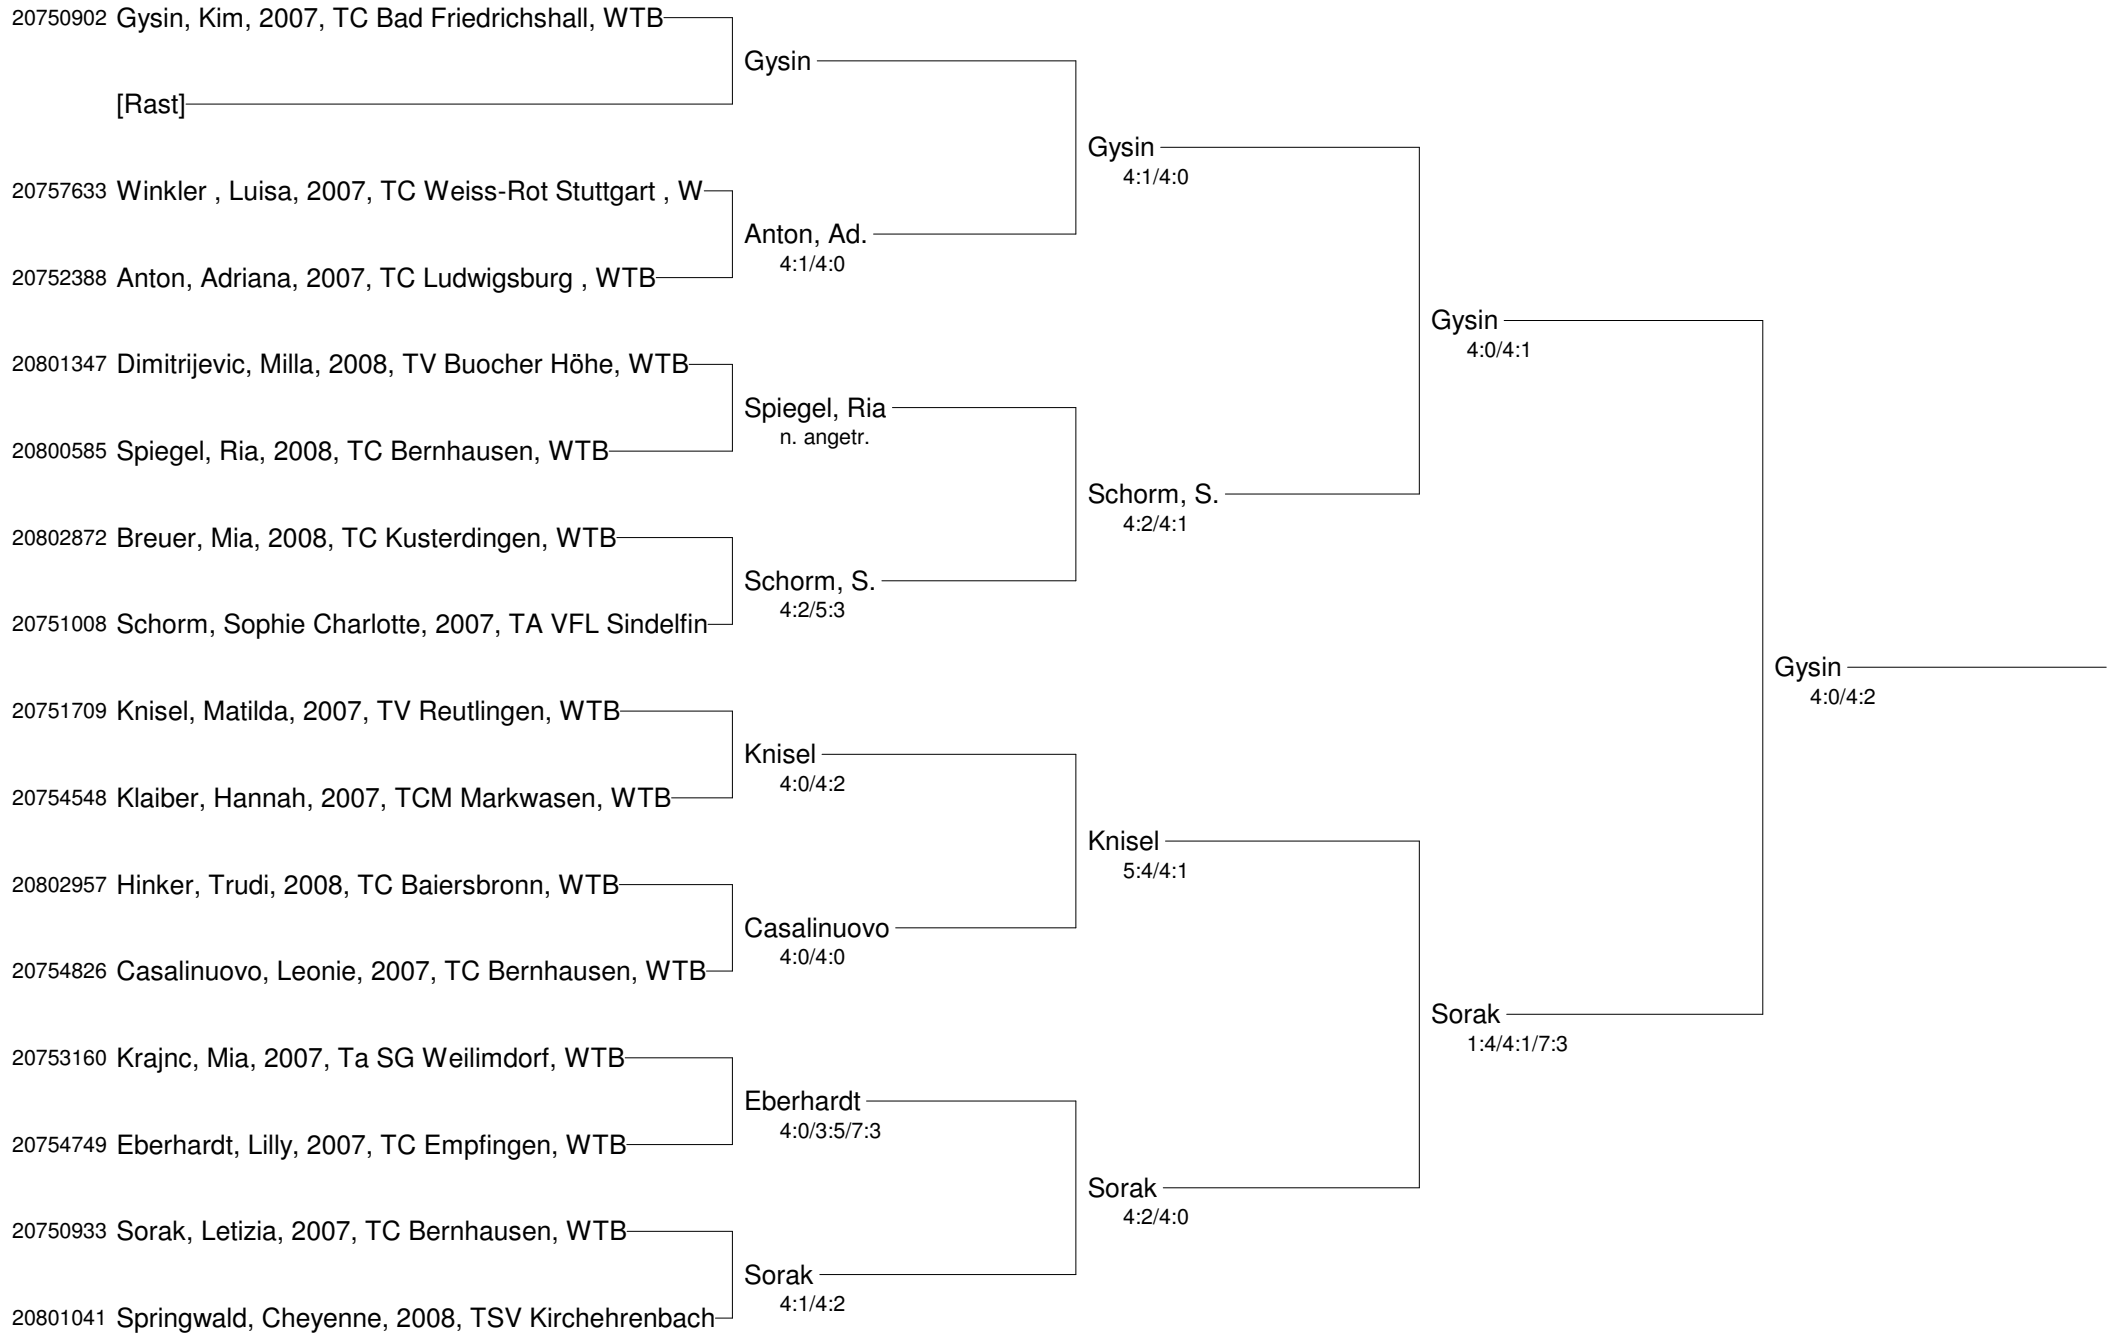 20750902 Gysin, Kim, 2007, TC Bad Friedrichshall, WTB
Gysin
[Rast]
Gysin
4:1/4:0
20757633 Winkler , Luisa, 2007, TC Weiss-Rot Stuttgart , W
Anton, Ad.
4:1/4:0
20752388 Anton, Adriana, 2007, TC Ludwigsburg , WTB
Gysin
4:0/4:1
20801347 Dimitrijevic, Milla, 2008, TV Buocher Höhe, WTB
Spiegel, Ria
n. angetr.
20800585 Spiegel, Ria, 2008, TC Bernhausen, WTB
Schorm, S.
4:2/4:1
20802872 Breuer, Mia, 2008, TC Kusterdingen, WTB
Schorm, S.
4:2/5:3
20751008 Schorm, Sophie Charlotte, 2007, TA VFL Sindelfin
Gysin
4:0/4:2
20751709 Knisel, Matilda, 2007, TV Reutlingen, WTB
Knisel
4:0/4:2
20754548 Klaiber, Hannah, 2007, TCM Markwasen, WTB
Knisel
5:4/4:1
20802957 Hinker, Trudi, 2008, TC Baiersbronn, WTB
Casalinuovo
4:0/4:0
20754826 Casalinuovo, Leonie, 2007, TC Bernhausen, WTB
Sorak
1:4/4:1/7:3
20753160 Krajnc, Mia, 2007, Ta SG Weilimdorf, WTB
Eberhardt
4:0/3:5/7:3
20754749 Eberhardt, Lilly, 2007, TC Empfingen, WTB
Sorak
4:2/4:0
20750933 Sorak, Letizia, 2007, TC Bernhausen, WTB
Sorak
4:1/4:2
20801041 Springwald, Cheyenne, 2008, TSV Kirchehrenbach